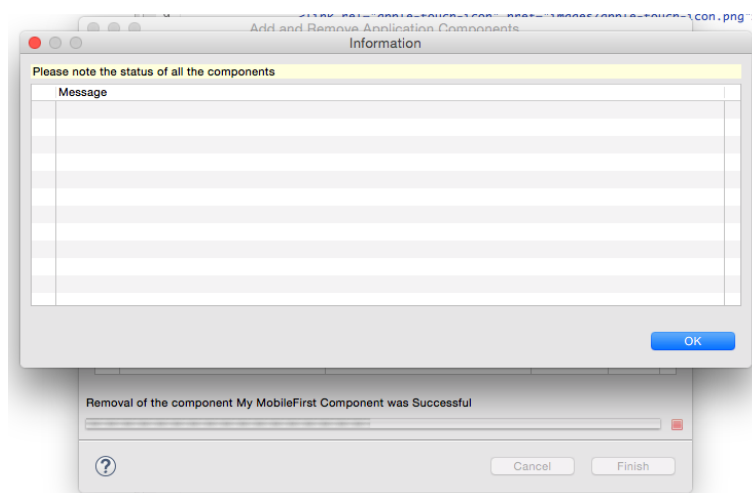 9 <link rel="apple-touch-icon" href="images/apple-touch-icon.png"
Add and Remove Application Components
Information
Please note the status of all the components
Message
OK
Removal of the component My MobileFirst Component was Successful
?
Cancel
Finish